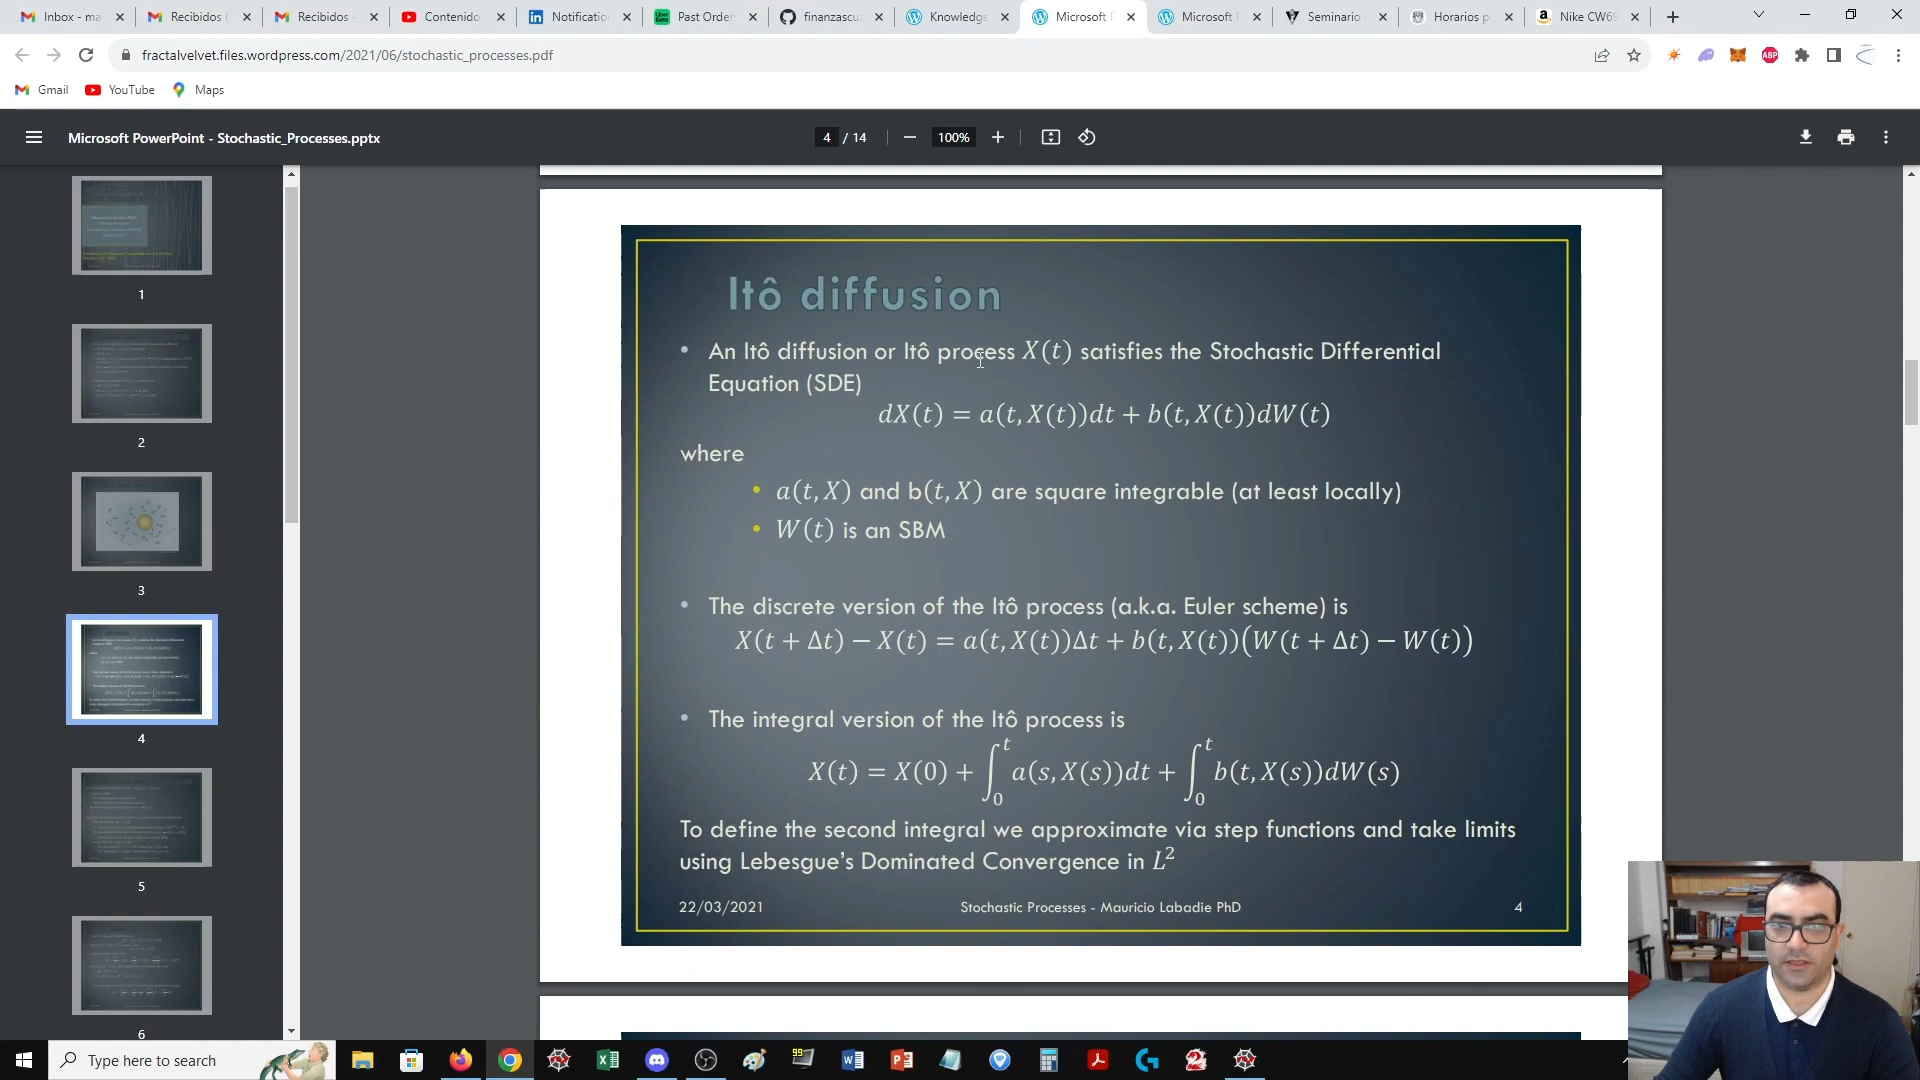 Inbox - ma
Recibidos (
Recibidos -
Contenido
Notificatio
Past Order
finanzascu
Knowledge
Microsoft P
Microsoft P
Seminario
Horarios p
Nike CW65
fractalvelvet.files.wordpress.com/2021/06/stochastic_processes.pdf
ABP
Gmail
YouTube
Maps
Microsoft PowerPoint - Stochastic_Processes.pptx
4 / 14
100%
1
2
3
4
5
6
Itô diffusion
• An Itô diffusion or Itô process X(t) satisfies the Stochastic Differential
Equation (SDE)
dX(t) = a(t, X(t))dt + b(t, X(t))dW(t)
where
• a(t, X) and b(t, X) are square integrable (at least locally)
• W(t) is an SBM
• The discrete version of the Itô process (a.k.a. Euler scheme) is
X(t + Δt) − X(t) = a(t, X(t))Δt + b(t, X(t))(W(t + Δt) − W(t))
• The integral version of the Itô process is
X(t) = X(0) + ∫₀ᵗ a(s, X(s))dt + ∫₀ᵗ b(t, X(s))dW(s)
To define the second integral we approximate via step functions and take limits
using Lebesgue's Dominated Convergence in L²
22/03/2021
Stochastic Processes - Mauricio Labadie PhD
4
Type here to search
99